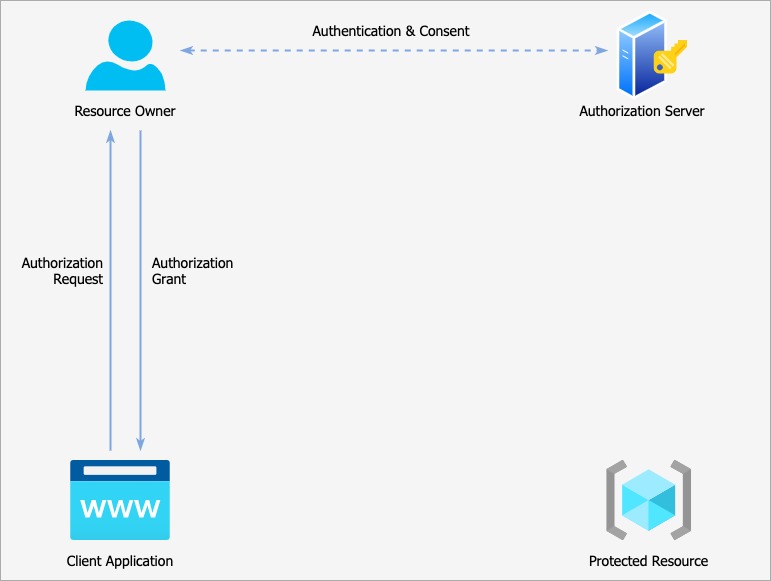 Authentication & Consent
Resource Owner
Authorization Server
Authorization
Request
Authorization
Grant
WWW
Client Application
Protected Resource